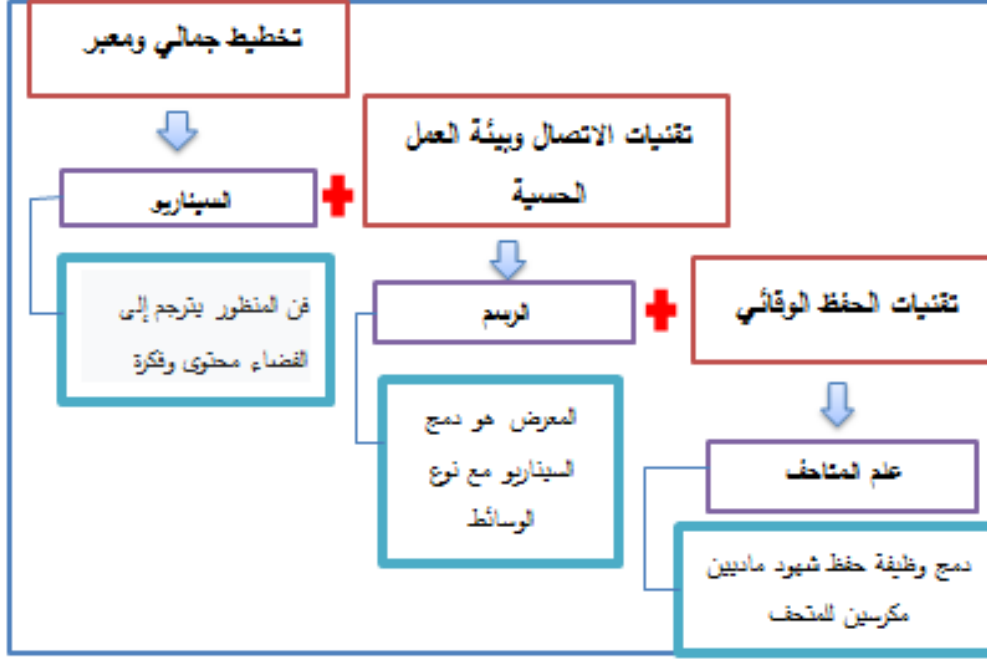 تخطيط جمالي ومعبر
تقنيات الاتصال وبيئة العمل
الحسية
السيناريو
فن المنظور يترجم إلى
الفضاء محتوى وفكرة
تقنيات الحفظ الوقائي
الرسم
المعرض هو دمج
السيناريو مع نوع
الوسائط
علم المتاحف
دمج وظيفة حفظ شهود ماديين
مكرسين للمتحف